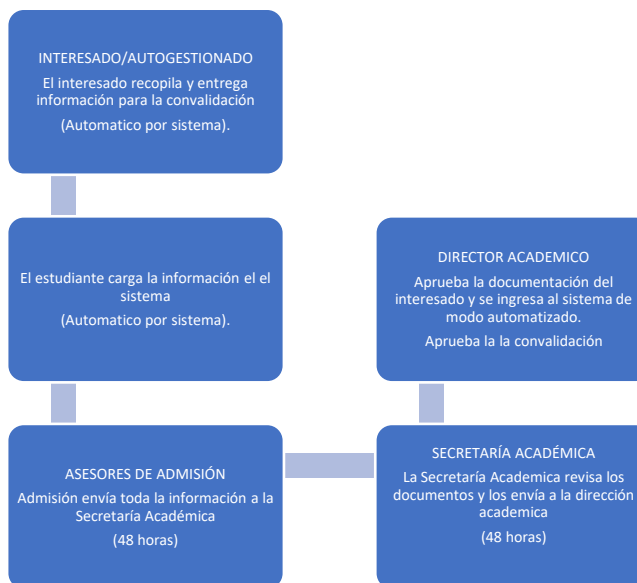 INTERESADO/AUTOGESTIONADO
El interesado recopila y entrega
información para la convalidación
(Automatico por sistema).
El estudiante carga la información el el
sistema
(Automatico por sistema).
ASESORES DE ADMISIÓN
Admisión envía toda la información a la
Secretaría Académica
(48 horas)
SECRETARÍA ACADÉMICA
La Secretaría Academica revisa los
documentos y los envía a la dirección
academica
(48 horas)
DIRECTOR ACADEMICO
Aprueba la documentación del
interesado y se ingresa al sistema de
modo automatizado.
Aprueba la la convalidación